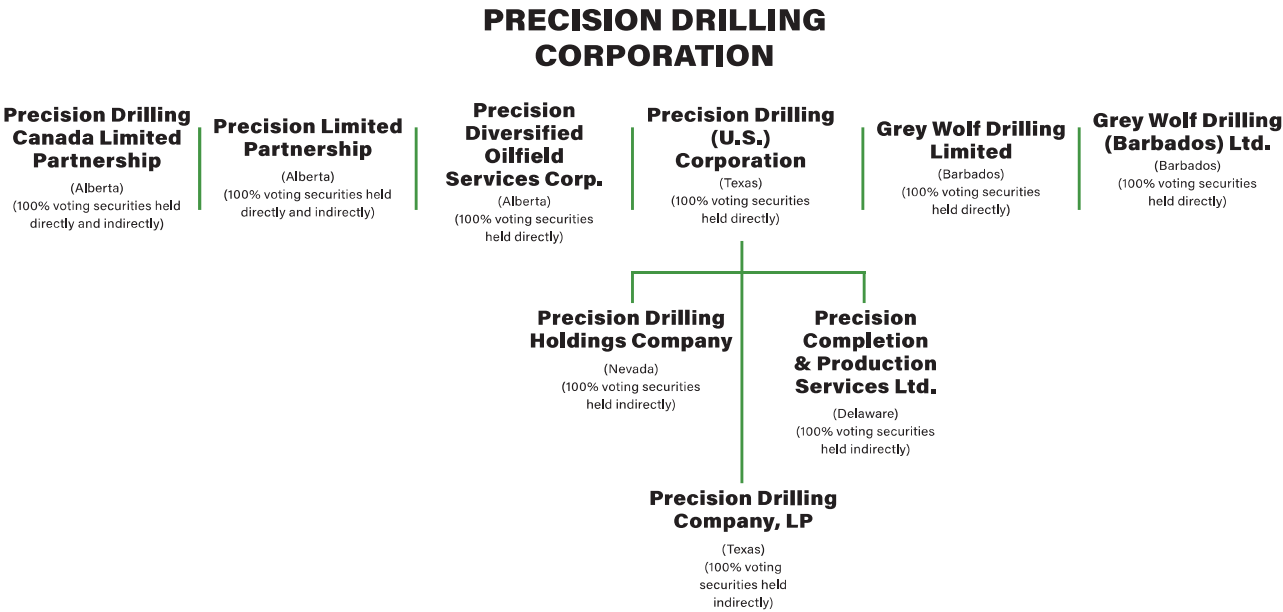 PRECISION DRILLING
CORPORATION
Precision Drilling
Canada Limited
Partnership
(Alberta)
(100% voting securities held
directly and indirectly)
Precision Limited
Partnership
(Alberta)
(100% voting securities held
directly and indirectly)
Precision
Diversified
Oilfield
Services Corp.
(Alberta)
(100% voting securities
held directly)
Precision Drilling
(U.S.)
Corporation
(Texas)
(100% voting securities
held directly)
Grey Wolf Drilling
Limited
(Barbados)
(100% voting securities
held directly)
Grey Wolf Drilling
(Barbados) Ltd.
(Barbados)
(100% voting securities
held directly)
Precision Drilling
Holdings Company
(Nevada)
(100% voting securities
held indirectly)
Precision
Completion
& Production
Services Ltd.
(Delaware)
(100% voting securities
held indirectly)
Precision Drilling
Company, LP
(Texas)
(100% voting
securities held
indirectly)